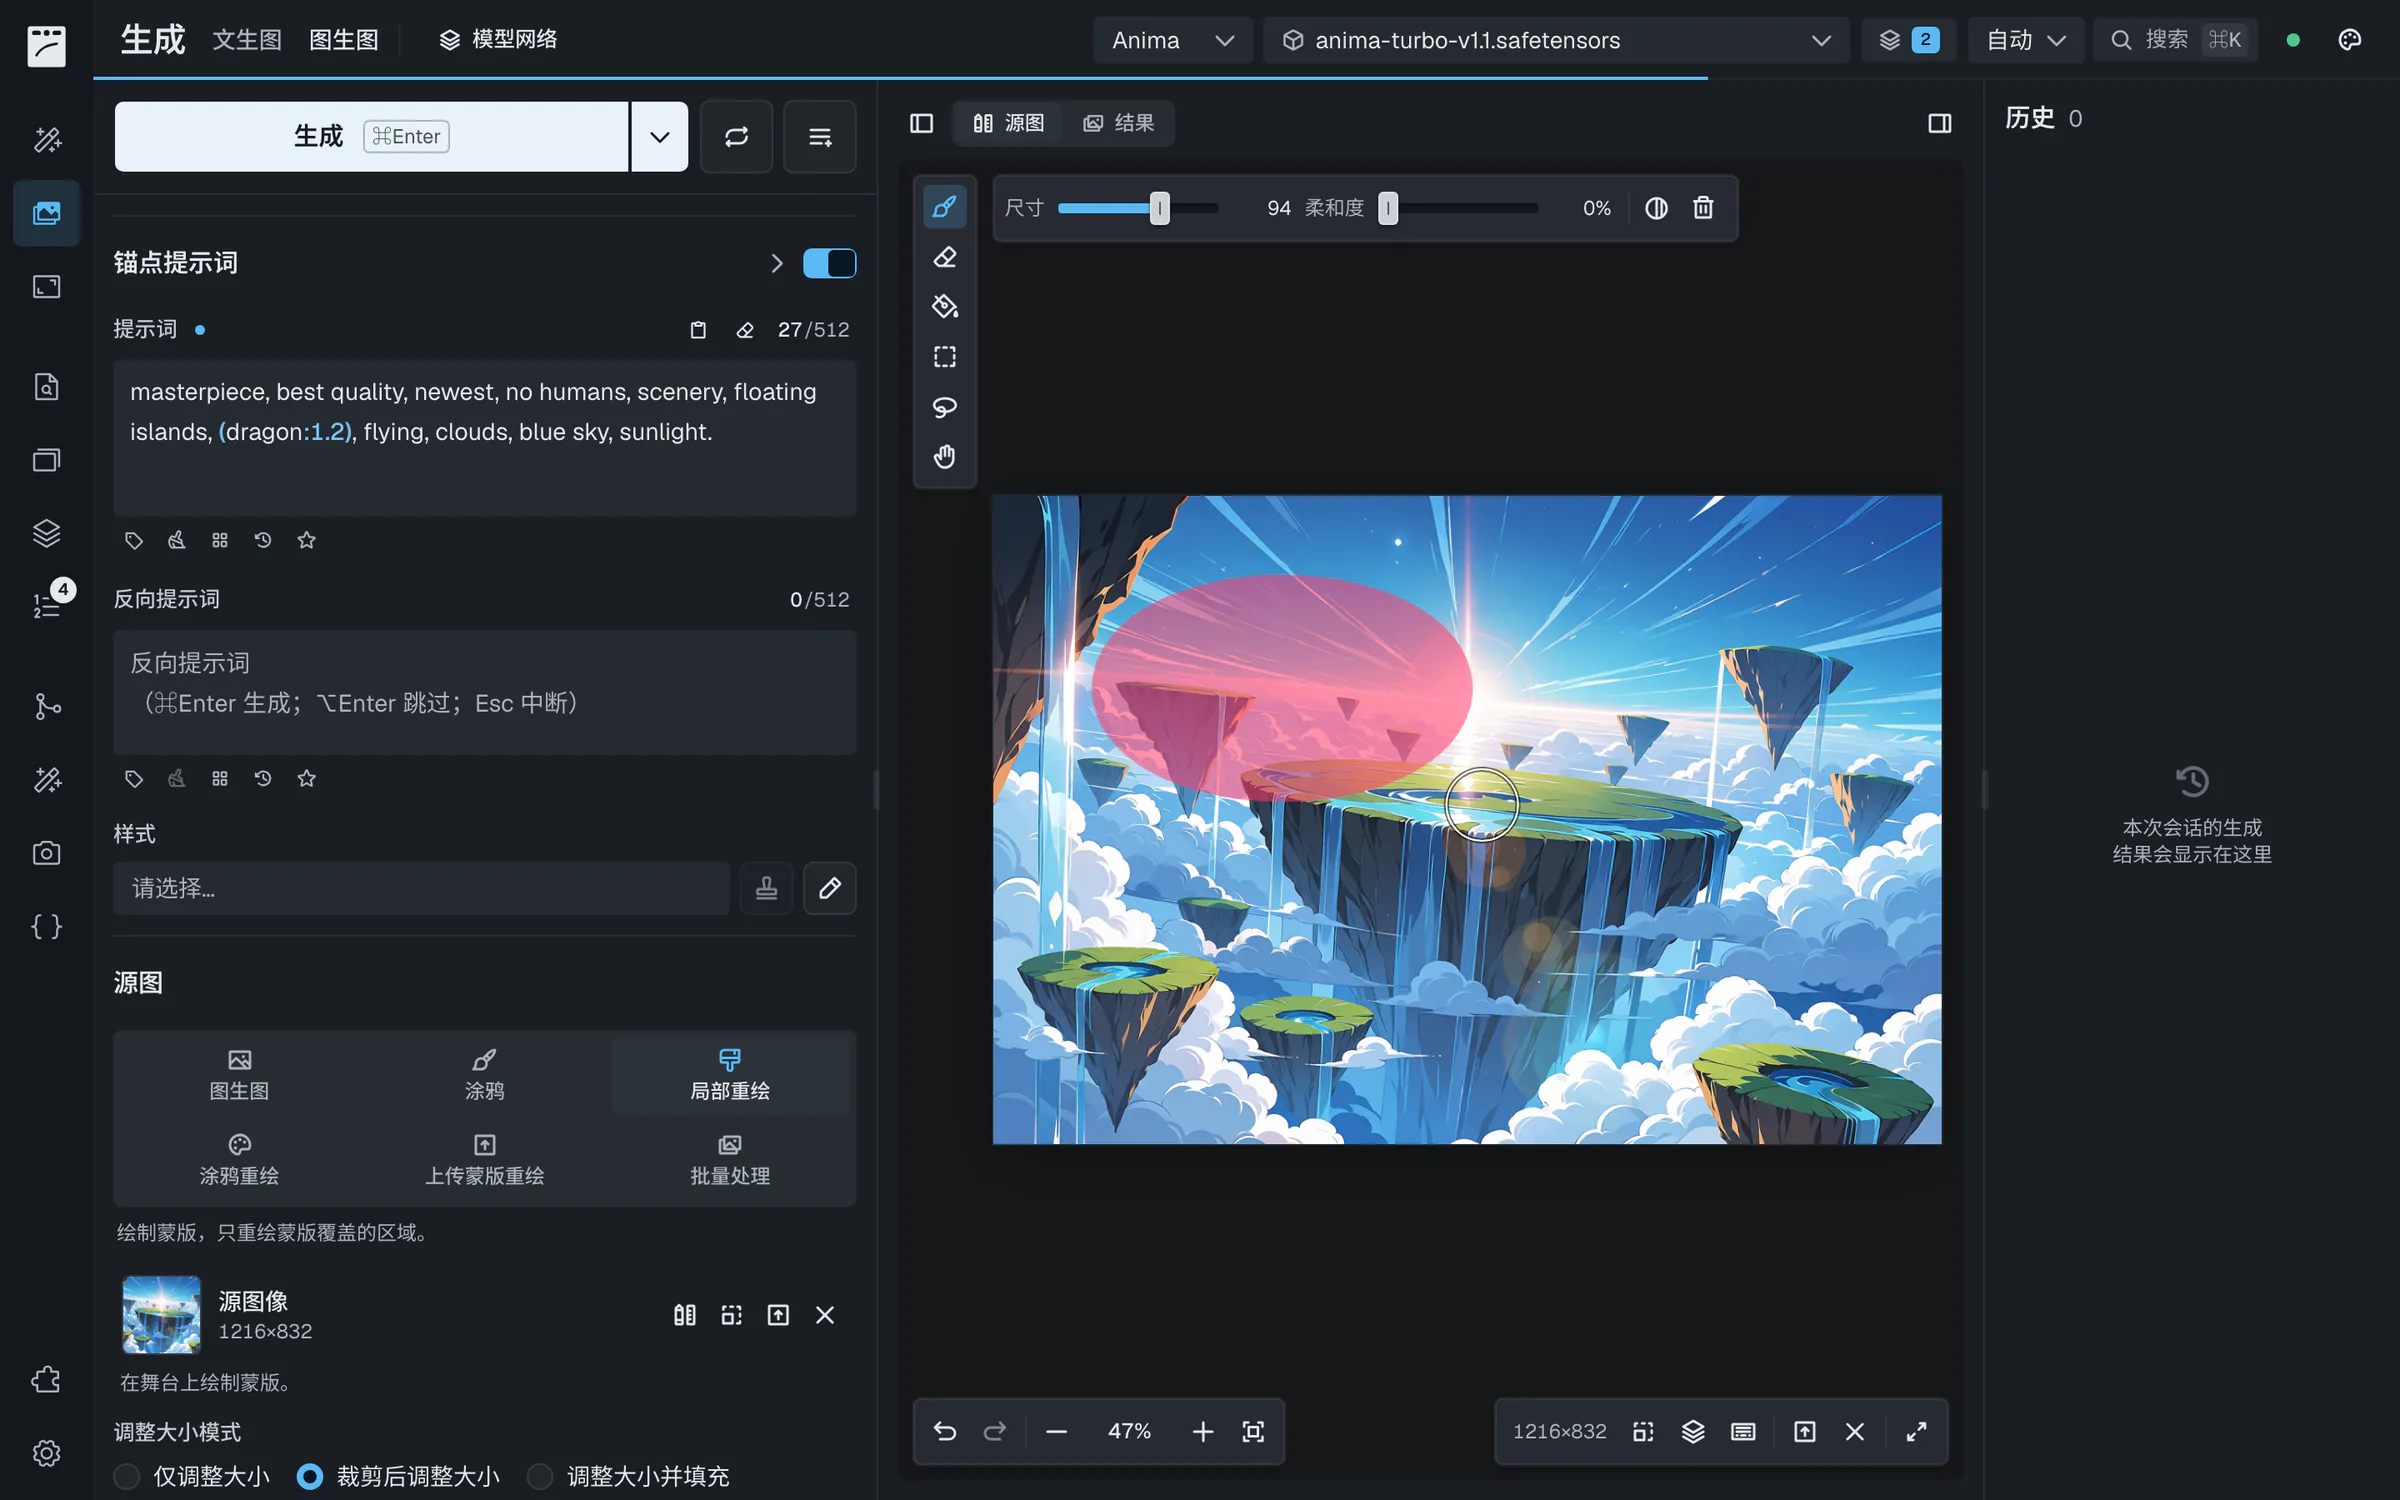 生成 文生图 图生图 模型网络
Anima anima-turbo-v1.1.safetensors 2 自动 搜索 ⌘K
生成 ⌘Enter
源图 结果
历史 0
尺寸 94 柔和度 0%
锚点提示词
提示词 27/512
masterpiece, best quality, newest, no humans, scenery, floating
islands, (dragon:1.2), flying, clouds, blue sky, sunlight.
4
反向提示词 0/512
反向提示词
（⌘Enter 生成；⌥Enter 跳过；Esc 中断）
样式
请选择...
源图
图生图 涂鸦 局部重绘
涂鸦重绘 上传蒙版重绘 批量处理
绘制蒙版，只重绘蒙版覆盖的区域。
源图像
1216×832
在舞台上绘制蒙版。
调整大小模式
仅调整大小 裁剪后调整大小 调整大小并填充
47%
1216×832
本次会话的生成
结果会显示在这里